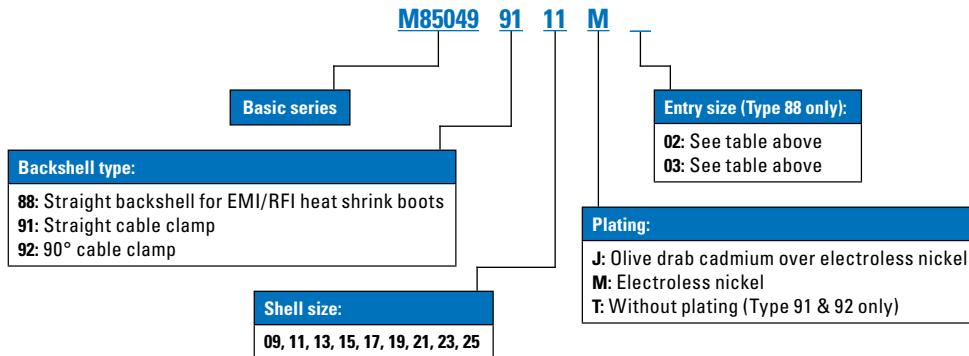 M85049 91 11 M _
Basic series
Entry size (Type 88 only):
02: See table above
03: See table above
Backshell type:
88: Straight backshell for EMI/RFI heat shrink boots
91: Straight cable clamp
92: 90° cable clamp
Plating:
J: Olive drab cadmium over electroless nickel
M: Electroless nickel
T: Without plating (Type 91 & 92 only)
Shell size:
09, 11, 13, 15, 17, 19, 21, 23, 25